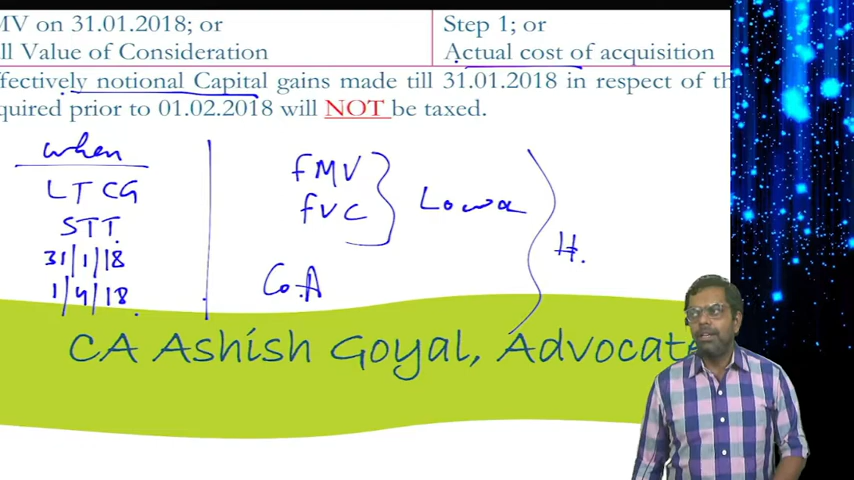 MV on 31.01.2018; or
ll Value of Consideration
Step 1; or
Actual cost of acquisition
ffectively notional Capital gains made till 31.01.2018 in respect of th
quired prior to 01.02.2018 will NOT be taxed.
when
LTCG
STT.
31/1/18
1/4/18.
FMV
FVC
Lower
CoA
H.
CA Ashish Goyal, Advocate